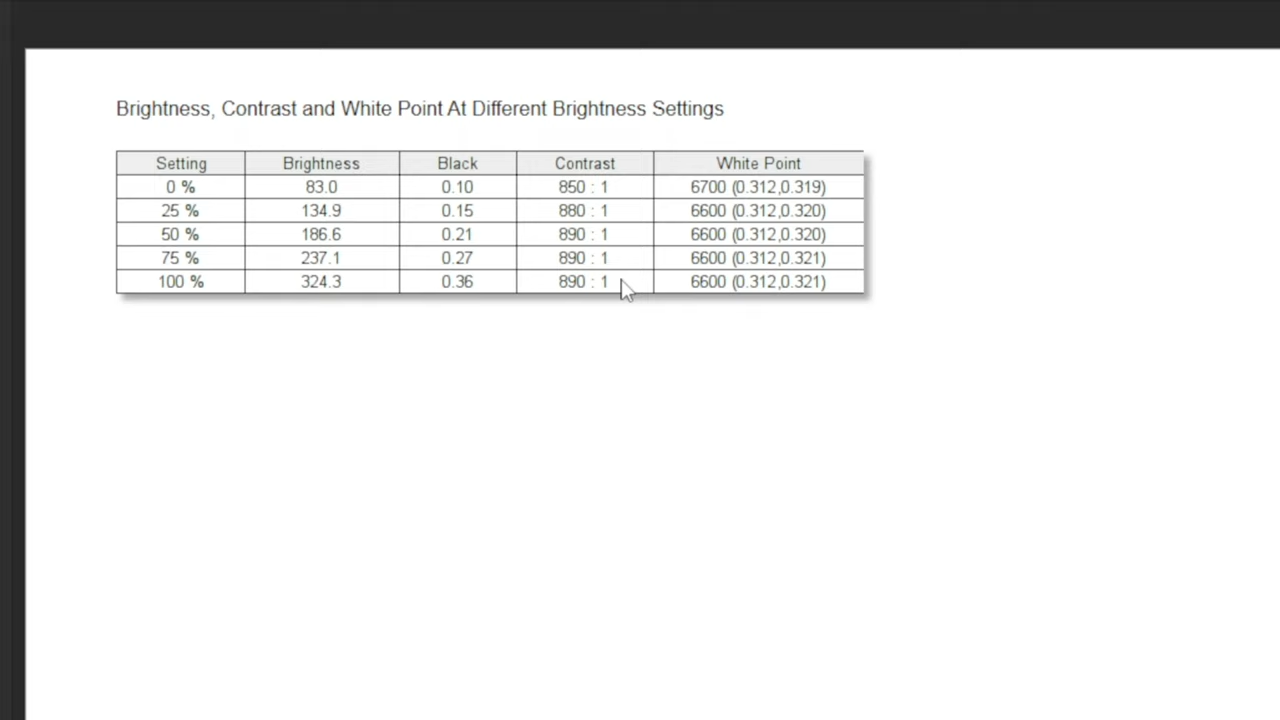 Brightness, Contrast and White Point At Different Brightness Settings
Setting Brightness Black Contrast White Point
0 % 83.0 0.10 850 : 1 6700 (0.312,0.319)
25 % 134.9 0.15 880 : 1 6600 (0.312,0.320)
50 % 186.6 0.21 890 : 1 6600 (0.312,0.320)
75 % 237.1 0.27 890 : 1 6600 (0.312,0.321)
100 % 324.3 0.36 890 : 1 6600 (0.312,0.321)